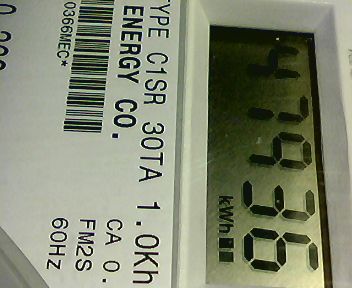 TYPE C1SR 30TA 1.0Kh
ENERGY CO.
CA 0.
0366MEC*
FM2S
60HZ
47936
kWh